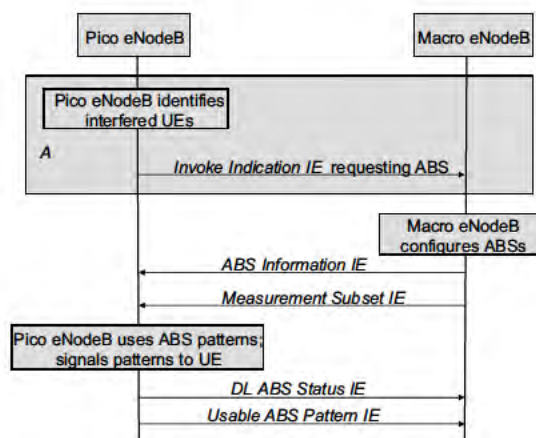 Pico eNodeB
Macro eNodeB
Pico eNodeB identifies
interfered UEs
A
Invoke Indication IE requesting ABS
Macro eNodeB
configures ABSs
ABS Information IE
Measurement Subset IE
Pico eNodeB uses ABS patterns;
signals patterns to UE
DL ABS Status IE
Usable ABS Pattern IE